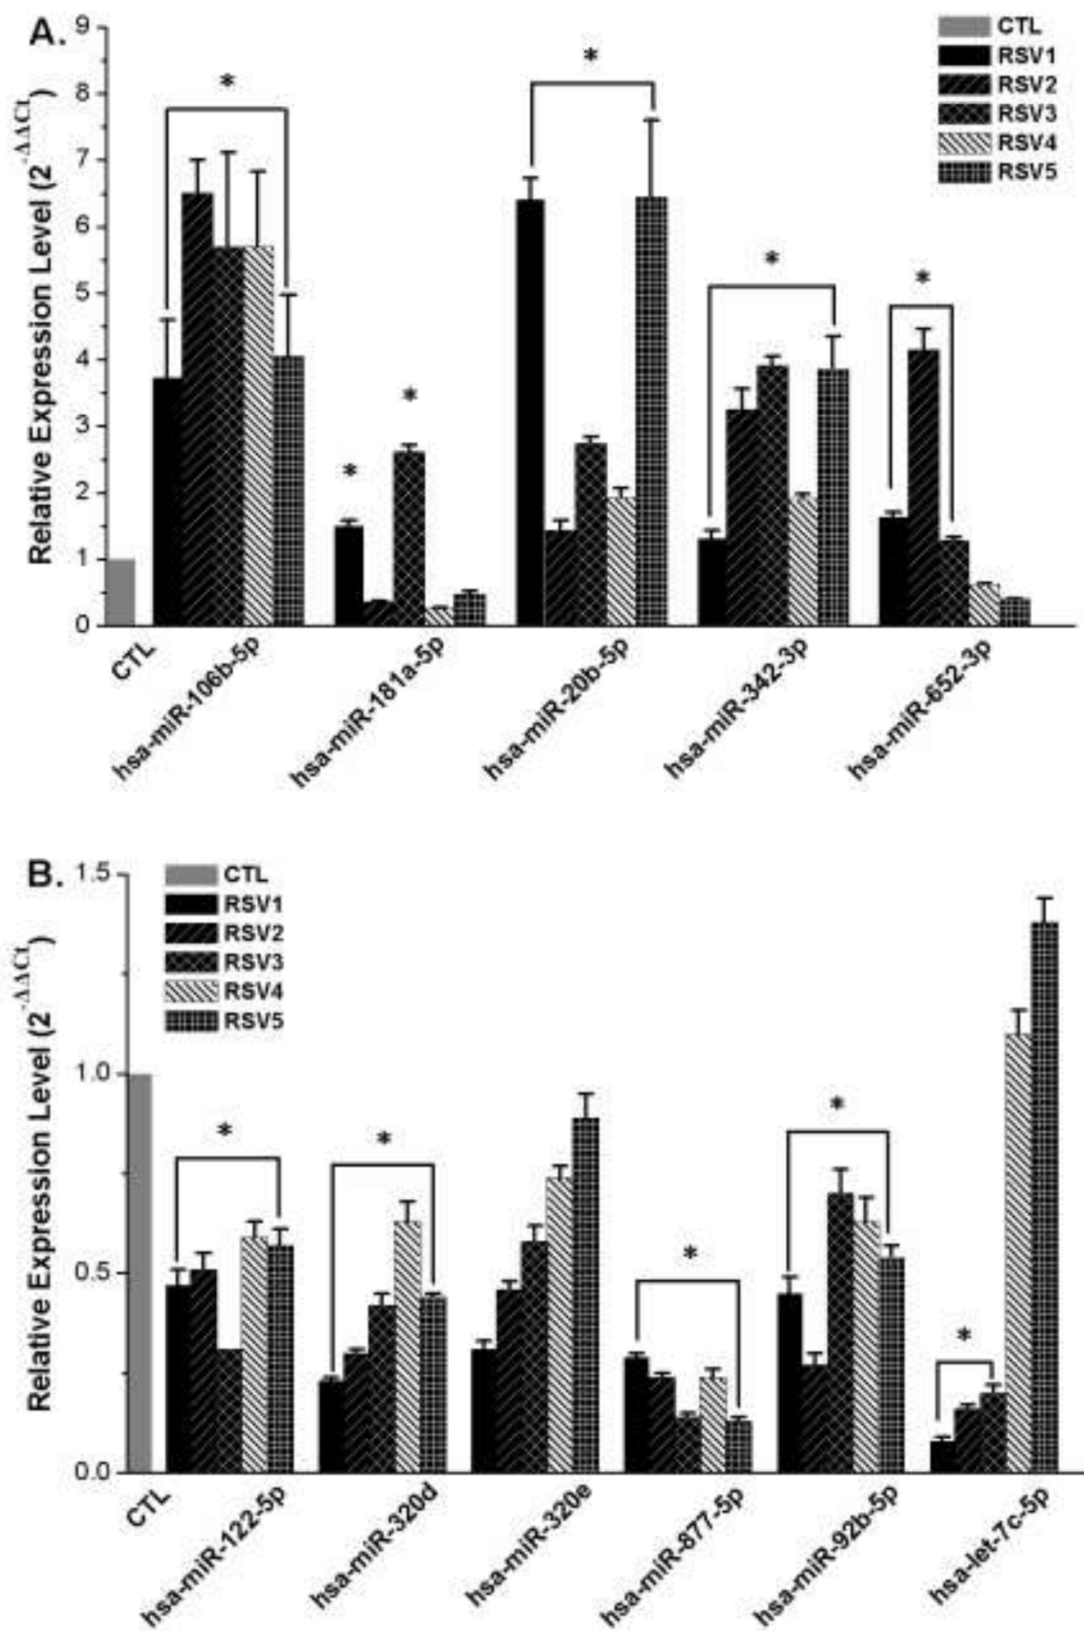 A.
Relative Expression Level (2^-ΔΔCt)
9
8
7
6
5
4
3
2
1
0
CTL
RSV1
RSV2
RSV3
RSV4
RSV5
*
*
*
*
*
*
CTL
hsa-miR-106b-5p
hsa-miR-181a-5p
hsa-miR-20b-5p
hsa-miR-342-3p
hsa-miR-652-3p
B.
Relative Expression Level (2^-ΔΔCt)
1.5
1.0
0.5
0.0
CTL
RSV1
RSV2
RSV3
RSV4
RSV5
*
*
*
*
*
CTL
hsa-miR-122-5p
hsa-miR-320d
hsa-miR-320e
hsa-miR-877-5p
hsa-miR-92b-5p
hsa-let-7c-5p